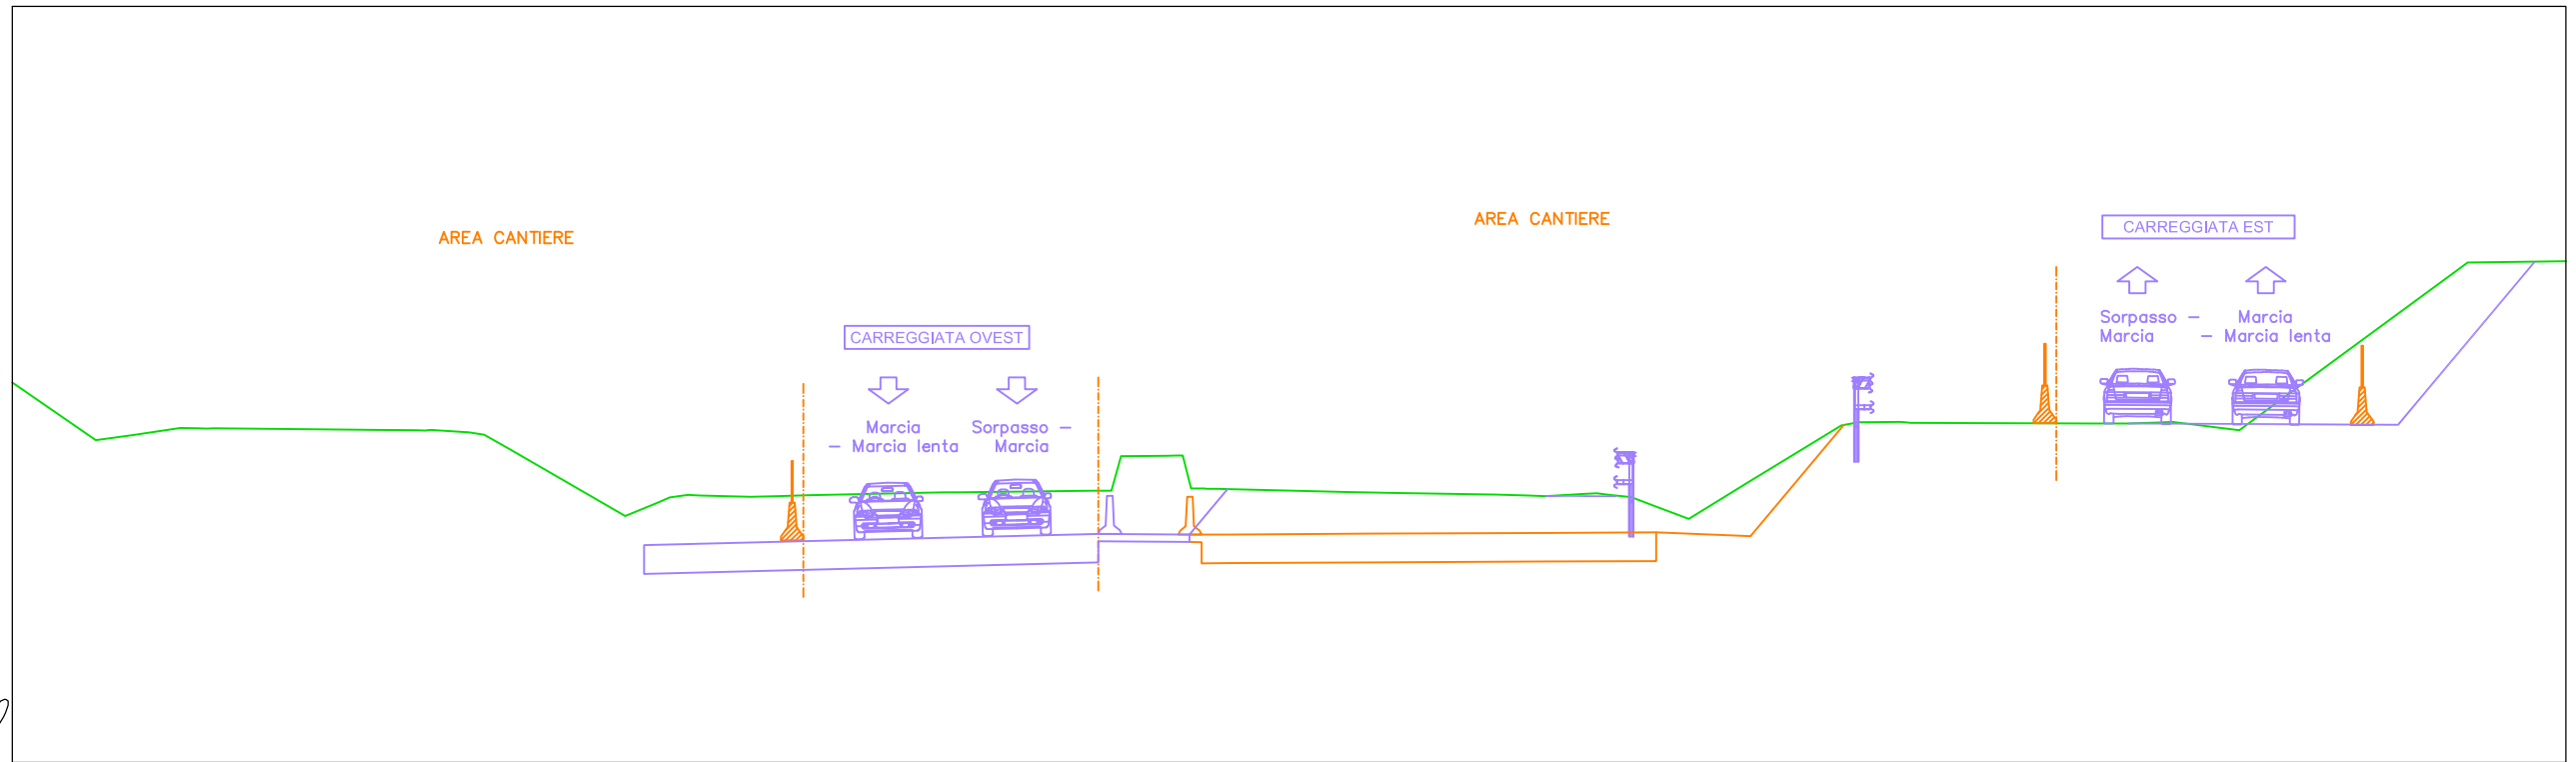 AREA CANTIERE
AREA CANTIERE
CARREGGIATA OVEST
Marcia
– Marcia lenta
Sorpasso –
Marcia
CARREGGIATA EST
Sorpasso –
Marcia
Marcia
– Marcia lenta